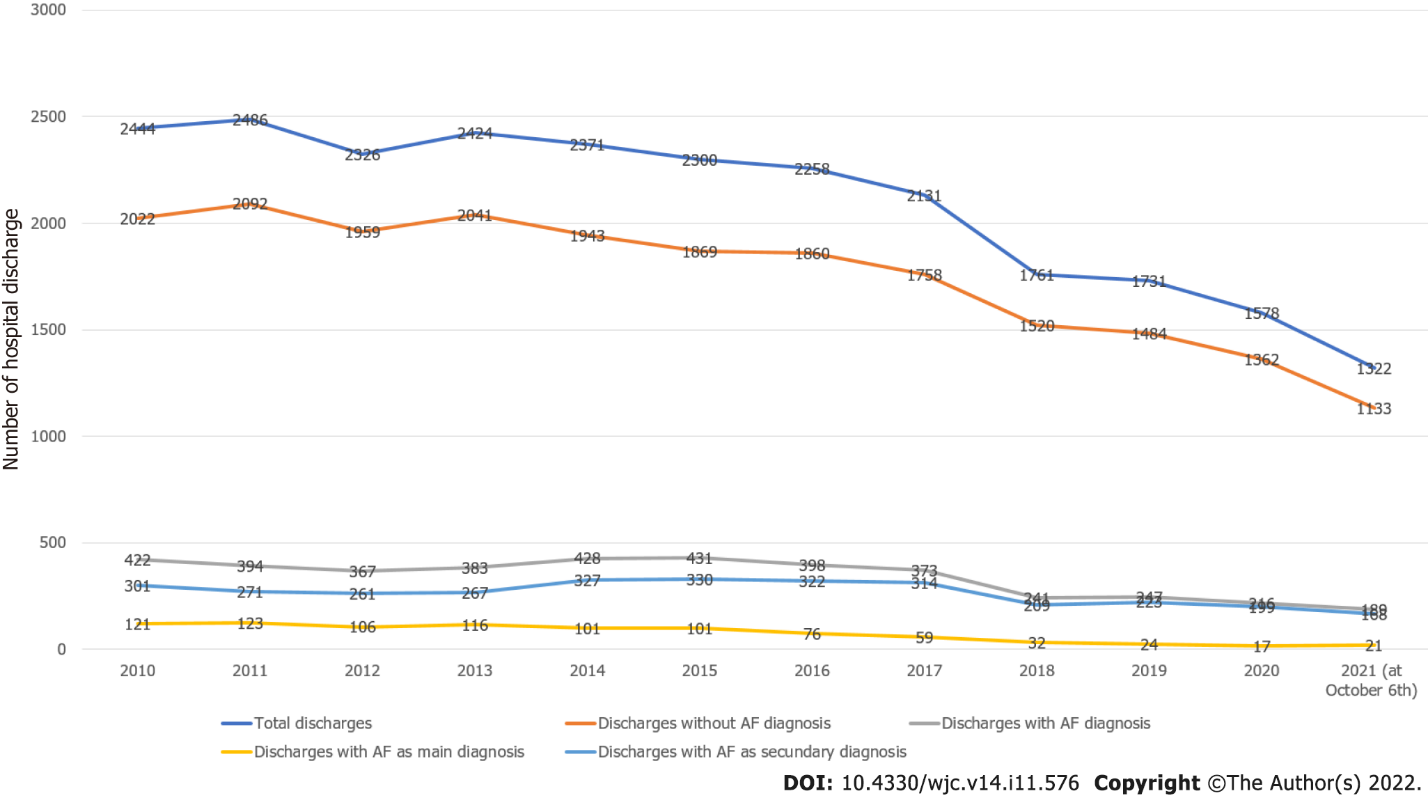 3000
2500
2000
1500
1000
500
0
Number of hospital discharge
2444 2486 2326 2424 2371 2300 2258 2131 1761 1731 1578 1322
2022 2092 1959 2041 1943 1869 1860 1758 1520 1484 1362 1133
422 394 367 383 428 431 398 373 241 247 216 189
301 271 261 267 327 330 322 314 209 223 199 168
121 123 106 116 101 101 76 59 32 24 17 21
2010 2011 2012 2013 2014 2015 2016 2017 2018 2019 2020 2021 (at
October 6th)
Total discharges Discharges without AF diagnosis Discharges with AF diagnosis
Discharges with AF as main diagnosis Discharges with AF as secundary diagnosis
DOI: 10.4330/wjc.v14.i11.576 Copyright ©The Author(s) 2022.